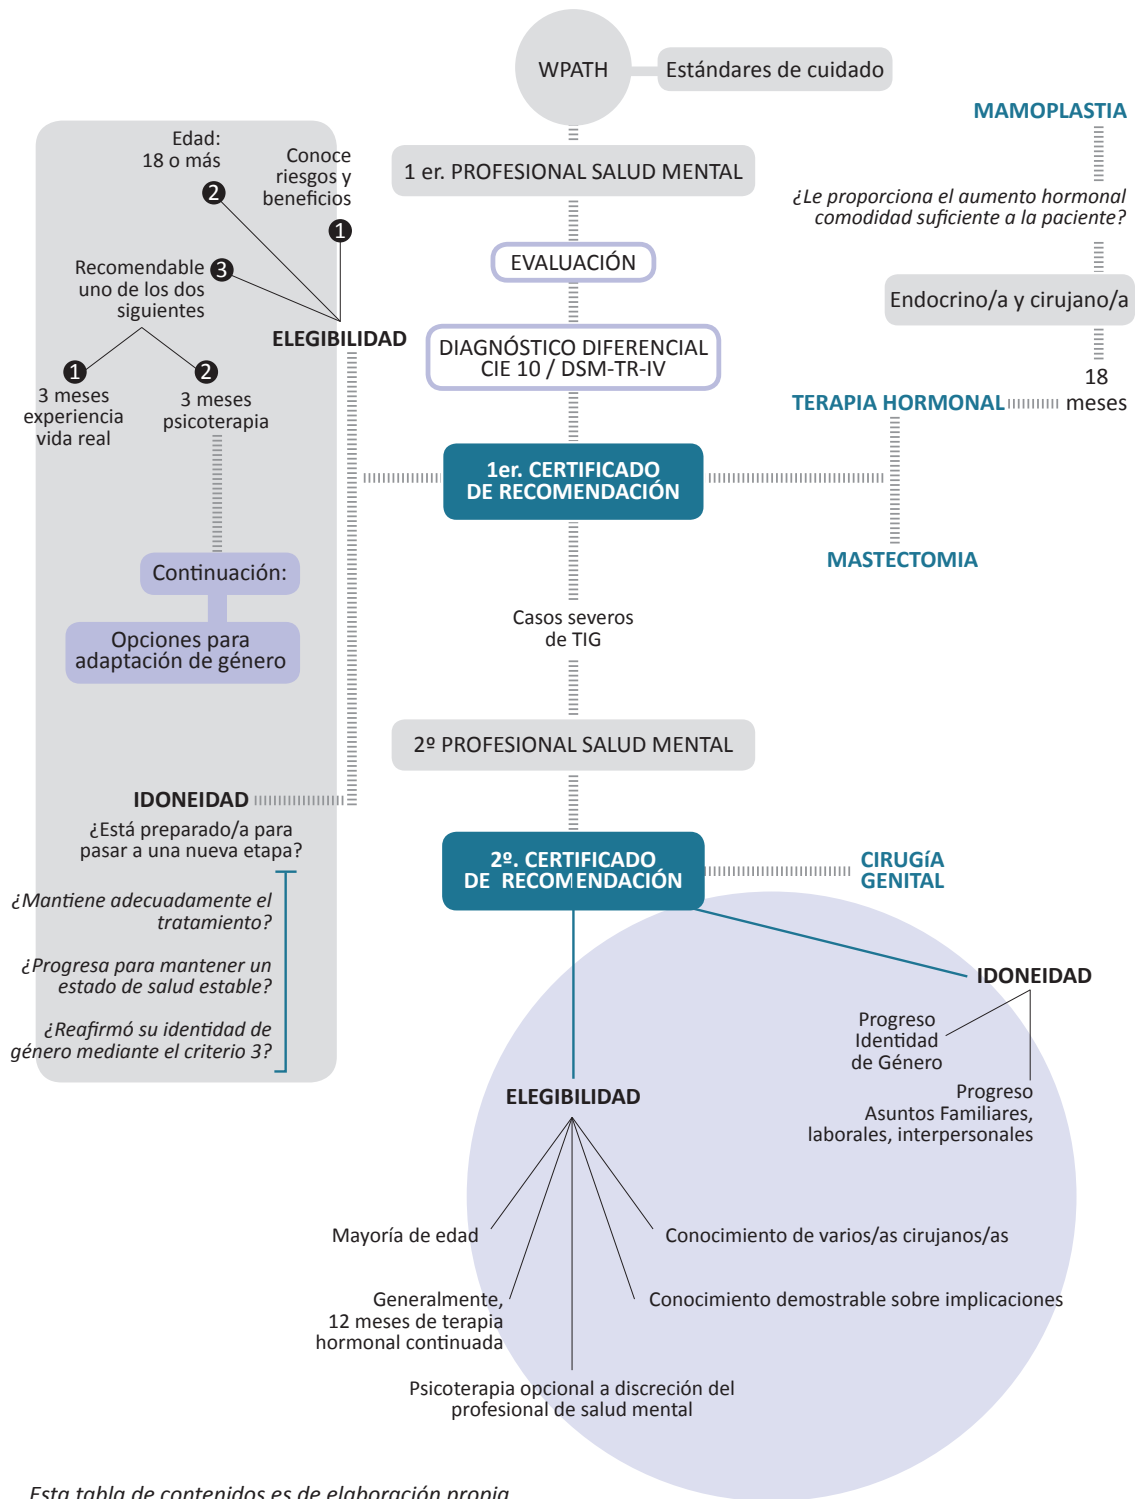 WPATH
Estándares de cuidado
1 er. PROFESIONAL SALUD MENTAL
EVALUACIÓN
DIAGNÓSTICO DIFERENCIAL
CIE 10 / DSM-TR-IV
1er. CERTIFICADO
DE RECOMENDACIÓN
Edad:
18 o más
2
Conoce
riesgos y
beneficios
1
Recomendable
uno de los dos
siguientes
3
ELEGIBILIDAD
1
3 meses
experiencia
vida real
2
3 meses
psicoterapia
Continuación:
Opciones para
adaptación de género
IDONEIDAD
¿Está preparado/a para
pasar a una nueva etapa?
¿Mantiene adecuadamente el
tratamiento?
¿Progresa para mantener un
estado de salud estable?
¿Reafirmó su identidad de
género mediante el criterio 3?
MAMOPLASTIA
¿Le proporciona el aumento hormonal
comodidad suficiente a la paciente?
Endocrino/a y cirujano/a
18
meses
TERAPIA HORMONAL
MASTECTOMIA
Casos severos
de TIG
2º PROFESIONAL SALUD MENTAL
2º. CERTIFICADO
DE RECOMENDACIÓN
CIRUGíA
GENITAL
IDONEIDAD
Progreso
Identidad
de Género
Progreso
Asuntos Familiares,
laborales, interpersonales
ELEGIBILIDAD
Mayoría de edad
Generalmente,
12 meses de terapia
hormonal continuada
Psicoterapia opcional a discreción del
profesional de salud mental
Conocimiento demostrable sobre implicaciones
Conocimiento de varios/as cirujanos/as
Esta tabla de contenidos es de elaboración propia